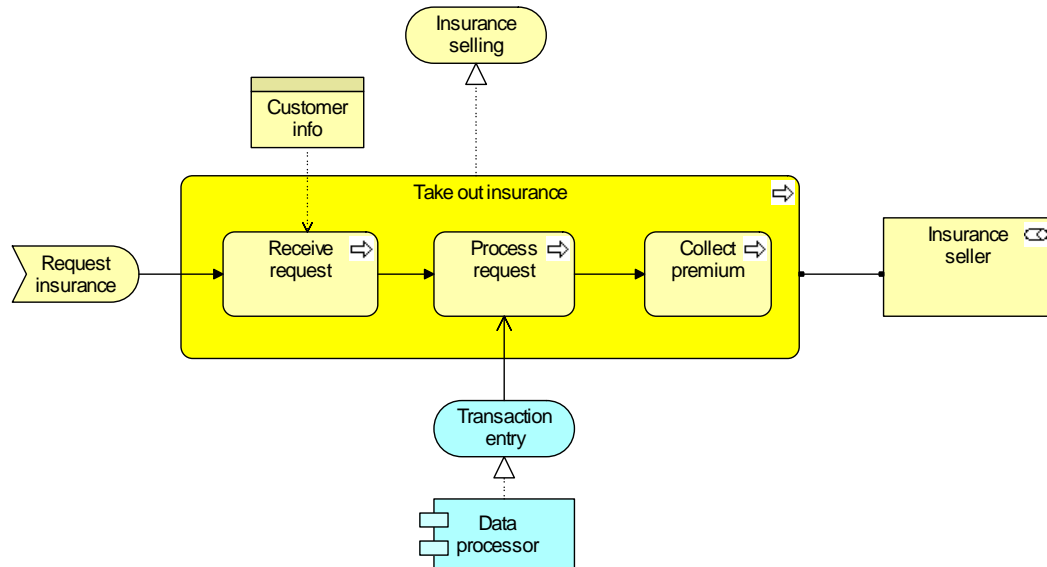 Insurance
selling
Customer
info
Take out insurance
Request
insurance
Receive
request
Process
request
Collect
premium
Insurance
seller
Transaction
entry
Data
processor